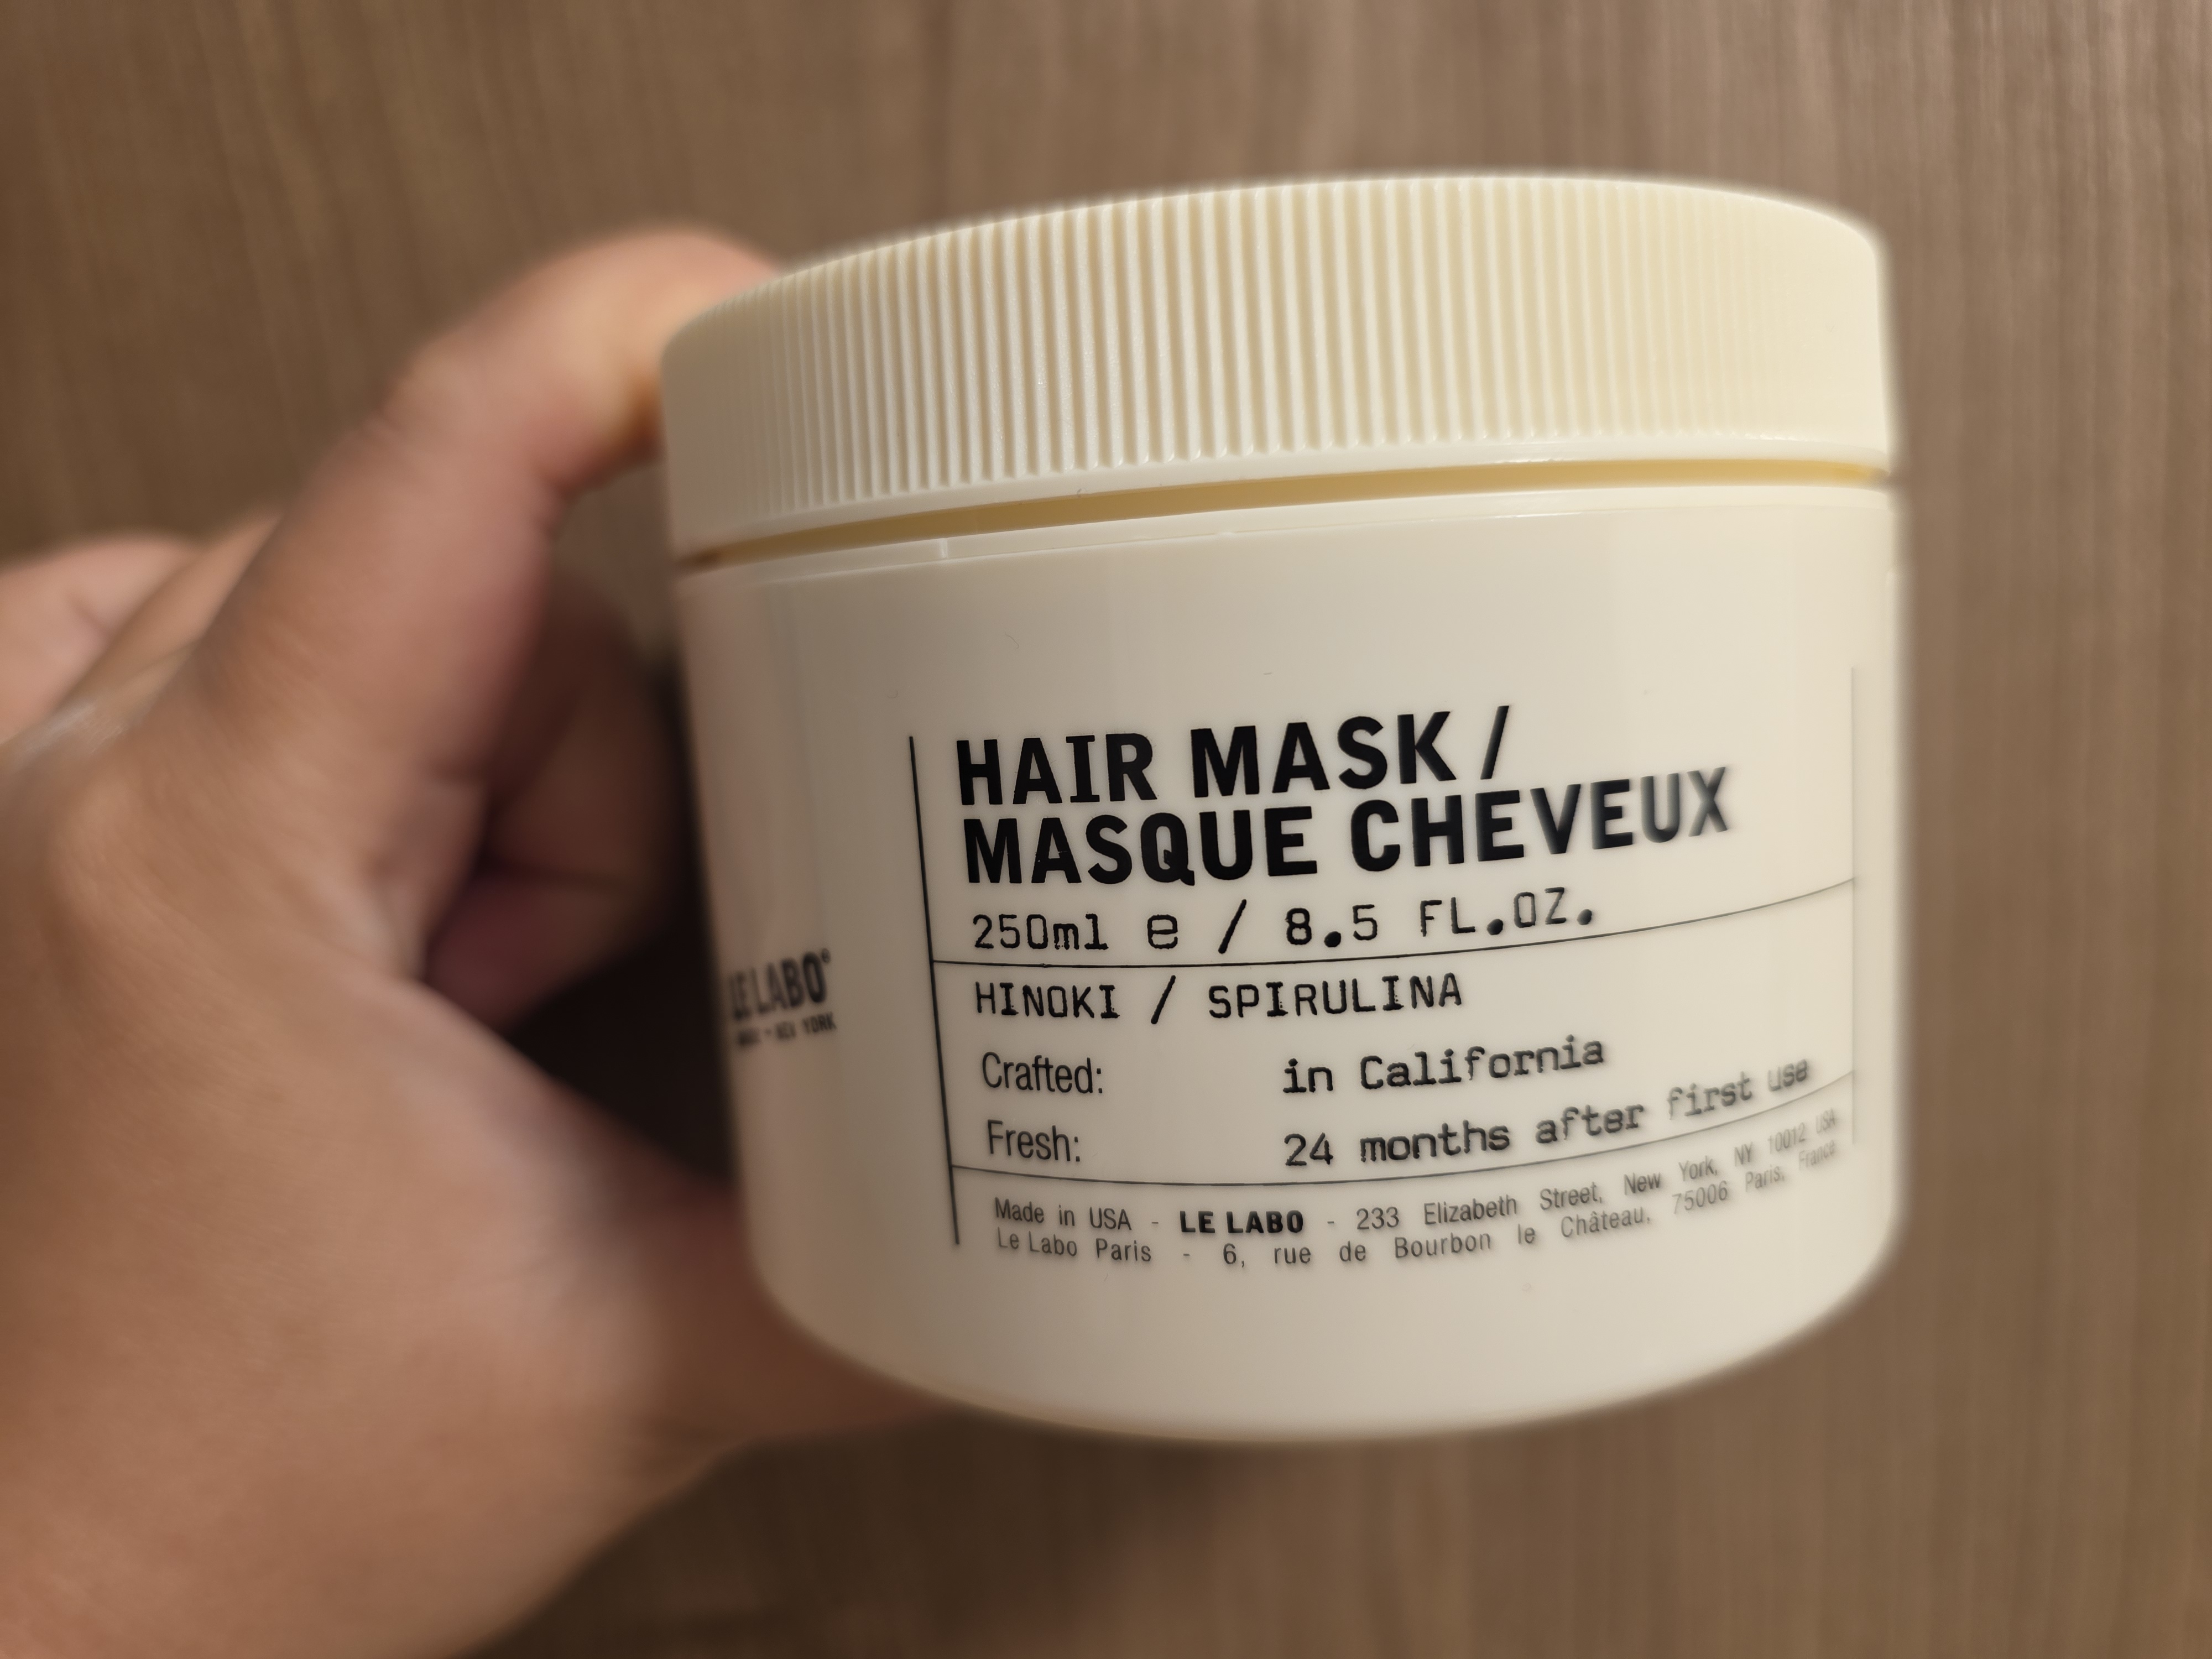 HAIR MASK /
MASQUE CHEVEUX
250ml e / 8.5 FL.OZ.
HINOKI / SPIRULINA
Crafted: in California
Fresh: 24 months after first use
Made in USA - LE LABO - 233 Elizabeth Street, New York, NY 10012 USA
Le Labo Paris - 6, rue de Bourbon le Château, 75006 Paris, France
LE LABO®
NEW YORK